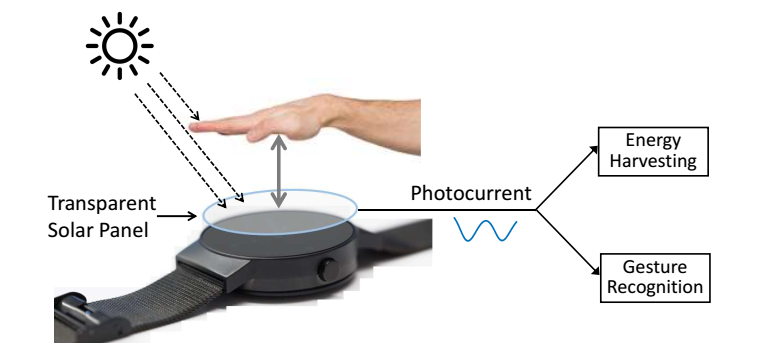 Transparent
Solar Panel
Photocurrent
Energy
Harvesting
Gesture
Recognition